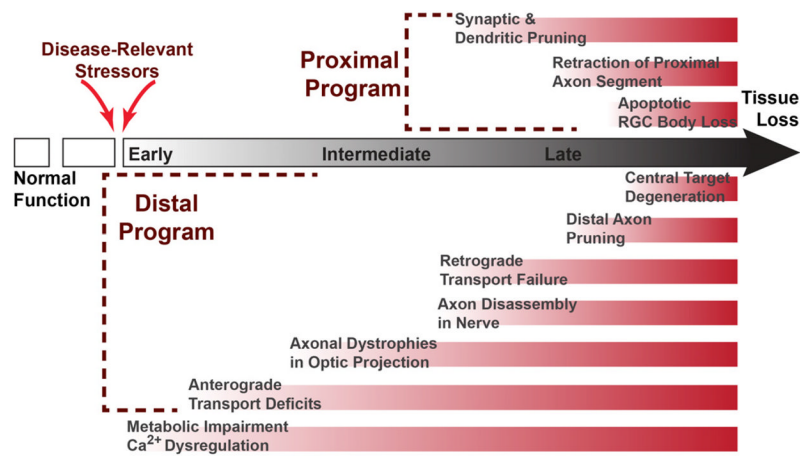 Disease-Relevant
Stressors
Proximal
Program
Synaptic &
Dendritic Pruning
Retraction of Proximal
Axon Segment
Apoptotic
RGC Body Loss
Tissue
Loss
Early
Intermediate
Late
Normal
Function
Distal
Program
Central Target
Degeneration
Distal Axon
Pruning
Retrograde
Transport Failure
Axon Disassembly
in Nerve
Axonal Dystrophies
in Optic Projection
Anterograde
Transport Deficits
Metabolic Impairment
Ca²⁺ Dysregulation